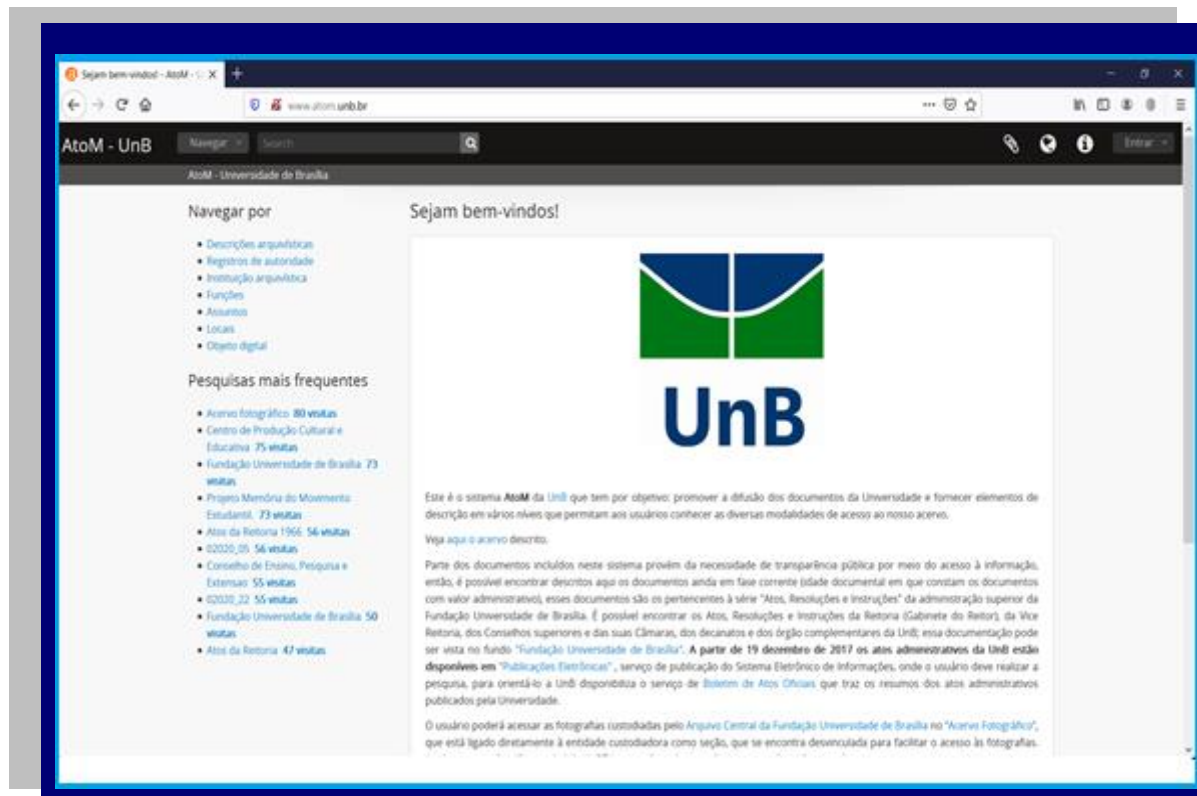 Sejam bem-vindos! - AtoM -
www.atom.unb.br
AtoM - UnB
Navegar
Search
Entrar
AtoM - Universidade de Brasília
Navegar por
Descrições arquivísticas
Registros de autoridade
Instituição arquivística
Funções
Assuntos
Locais
Objeto digital
Pesquisas mais frequentes
Acervo fotográfico 80 visitas
Centro de Produção Cultural e
Educativa 75 visitas
Fundação Universidade de Brasília 73
visitas
Projeto Memória do Movimento
Estudantil. 73 visitas
Atos da Reitoria 1966 56 visitas
02020_05 56 visitas
Conselho de Ensino, Pesquisa e
Extensao 55 visitas
02020_22 55 visitas
Fundação Universidade de Brasília 50
visitas
Atos da Reitoria 47 visitas
Sejam bem-vindos!
UnB
Este é o sistema AtoM da UnB que tem por objetivo: promover a difusão dos documentos da Universidade e fornecer elementos de
descrição em vários níveis que permitam aos usuários conhecer as diversas modalidades de acesso ao nosso acervo.
Veja aqui o acervo descrito.
Parte dos documentos incluídos neste sistema provém da necessidade de transparência pública por meio do acesso à informação,
então, é possível encontrar descritos aqui os documentos ainda em fase corrente (idade documental em que constam os documentos
com valor administrativo), esses documentos são os pertencentes à série "Atos, Resoluções e Instruções" da administração superior da
Fundação Universidade de Brasília. É possível encontrar os Atos, Resoluções e Instruções da Reitoria (Gabinete do Reitor), da Vice
Reitoria, dos Conselhos superiores e das suas Câmaras, dos decanatos e dos órgão complementares da UnB; essa documentação pode
ser vista no fundo "Fundação Universidade de Brasília". A partir de 19 dezembro de 2017 os atos administrativos da UnB estão
disponíveis em "Publicações Eletrônicas" , serviço de publicação do Sistema Eletrônico de Informações, onde o usuário deve realizar a
pesquisa, para orientá-lo a UnB disponibiliza o serviço de Boletim de Atos Oficiais que traz os resumos dos atos administrativos
publicados pela Universidade.
O usuário poderá acessar as fotografias custodiadas pelo Arquivo Central da Fundação Universidade de Brasília no "Acervo Fotográfico",
que está ligado diretamente à entidade custodiadora como seção, que se encontra desvinculada para facilitar o acesso às fotografias.